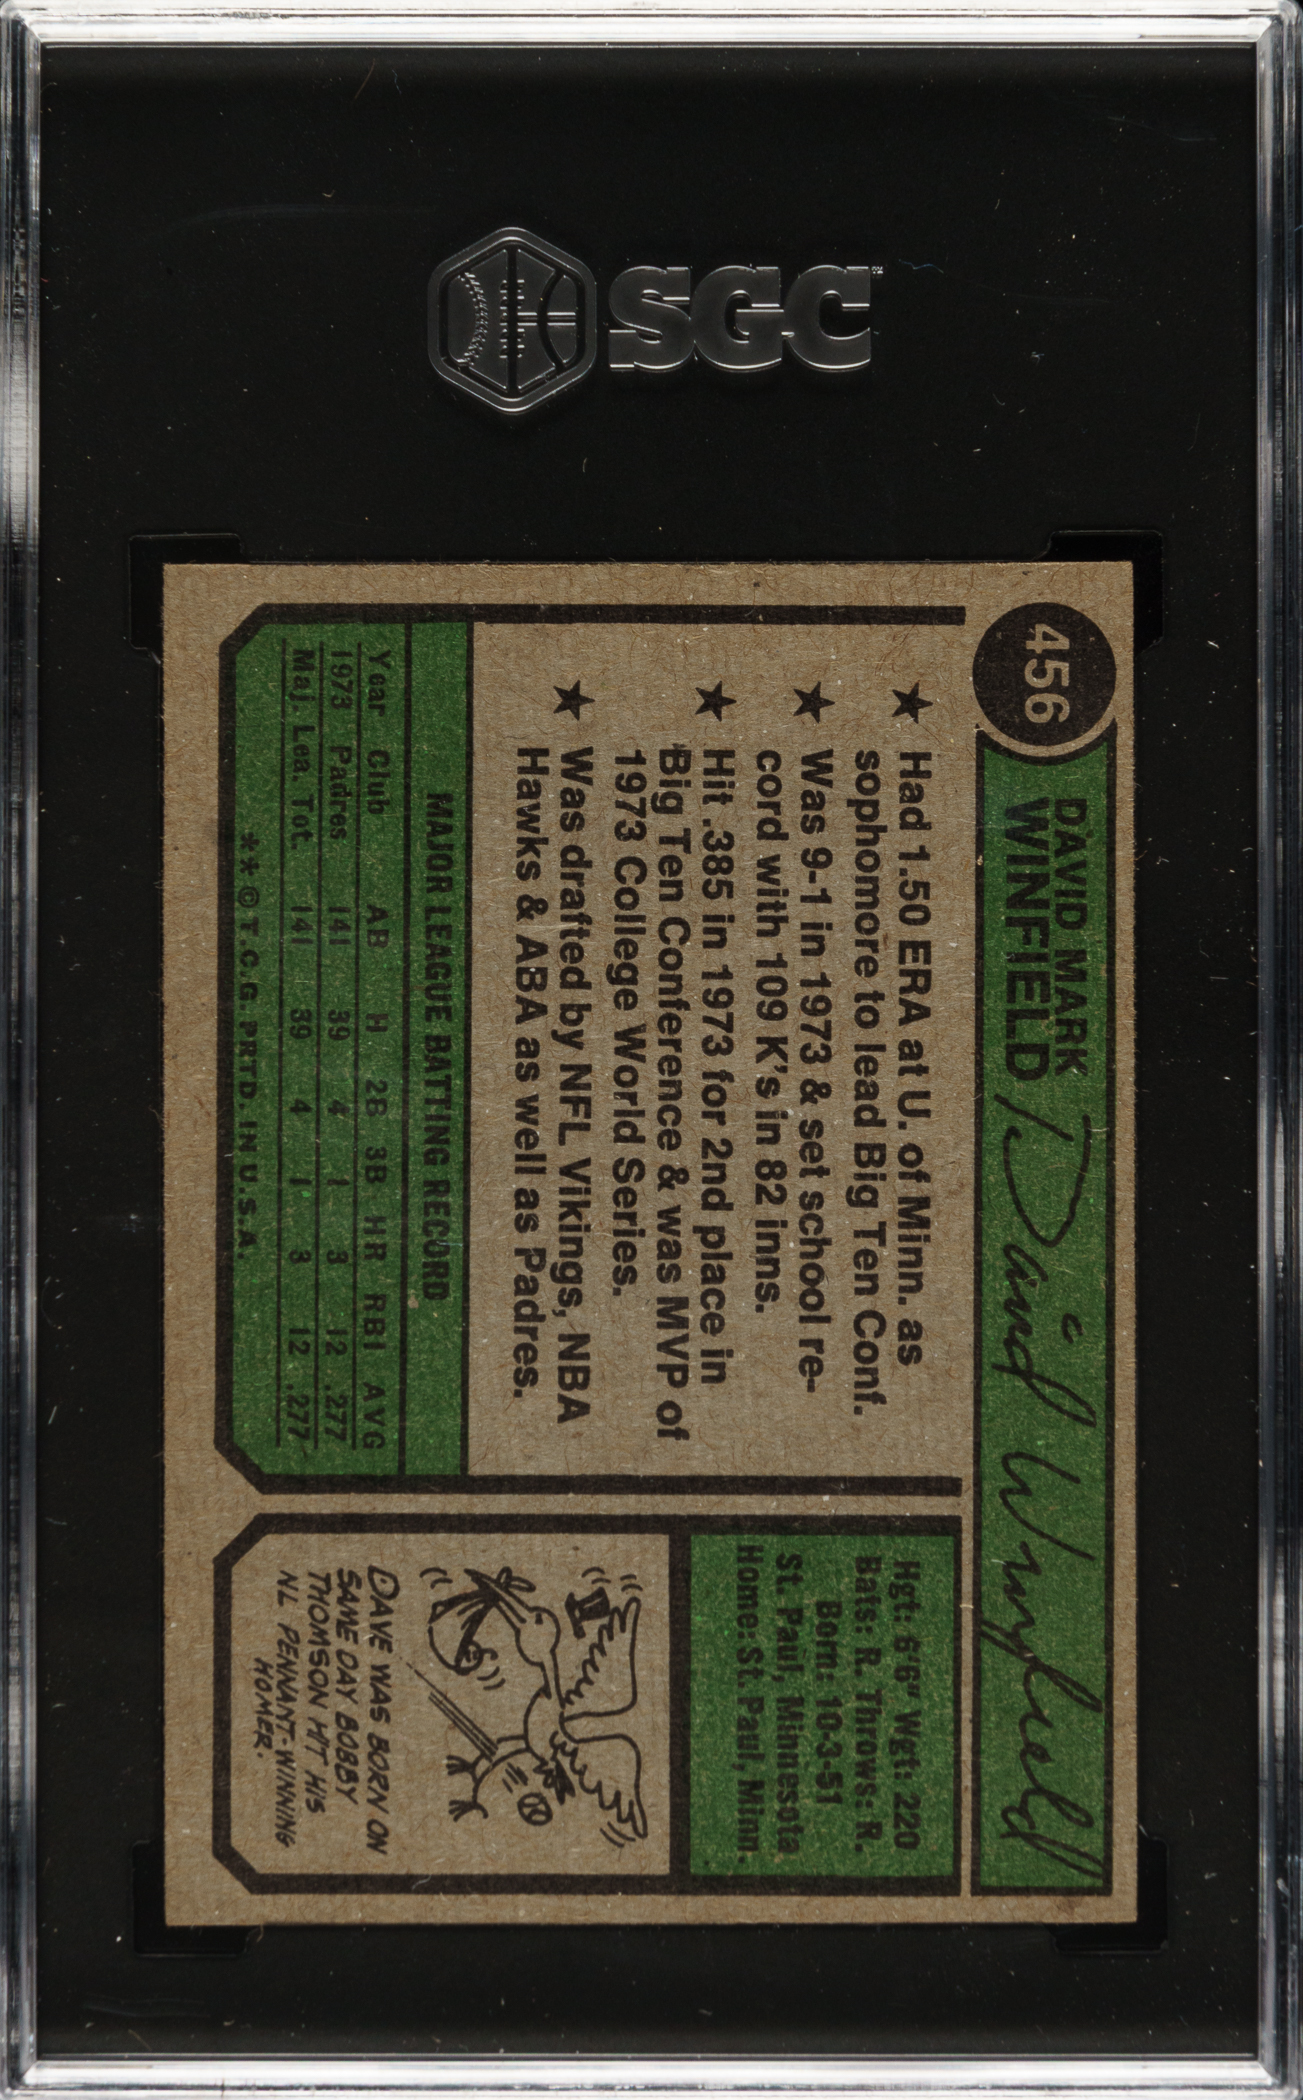 SGC
456
DAVID MARK
WINFIELD
David Winfield
★ Had 1.50 ERA at U. of Minn. as
sophomore to lead Big Ten Conf.
★ Was 9-1 in 1973 & set school re-
cord with 109 K's in 82 inns.
★ Hit .385 in 1973 for 2nd place in
Big Ten Conference & was MVP of
1973 College World Series.
★ Was drafted by NFL Vikings, NBA
Hawks & ABA as well as Padres.
MAJOR LEAGUE BATTING RECORD
Year Club AB H 2B 3B HR RBI AVG
1973 Padres 141 39 4 1 3 12 .277
Maj. Lea. Tot. 141 39 4 1 3 12 .277
** © T.C.G. PRTD. IN U.S.A.
Hgt: 6'6" Wgt: 220
Bats: R. Throws: R.
Born: 10-3-51
St. Paul, Minnesota
Home: St. Paul, Minn.
DAVE WAS BORN ON
SAME DAY BOBBY
THOMSON HIT HIS
N.L. PENNANT-WINNING
HOMER.